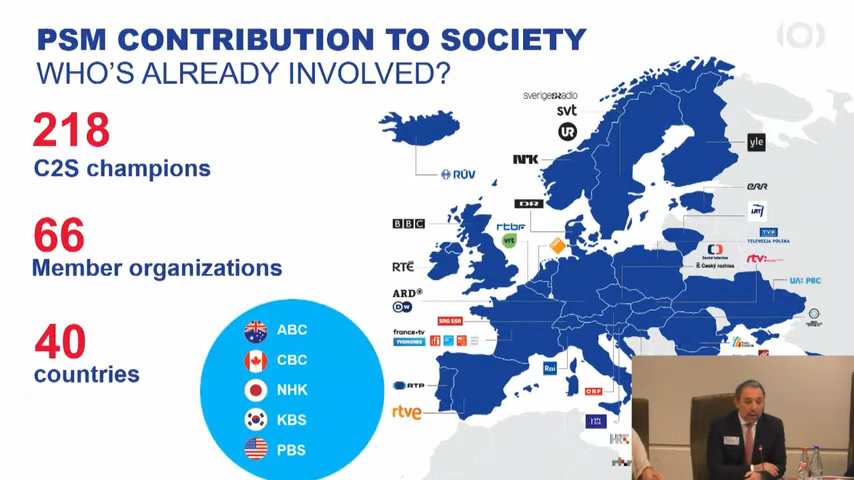 PSM CONTRIBUTION TO SOCIETY
WHO'S ALREADY INVOLVED?
218
C2S champions
66
Member organizations
40
countries
ABC
CBC
NHK
KBS
PBS
sverigesradio
svt
UR
NRK
yle
RÚV
DR
err
BBC
rtbf
vrt
LRT
TVP
TELEWIZJA POLSKA
Česká televize
Český rozhlas
rtv:
RTÉ
UA: PBC
ARD
DW
SRG SSR
france•tv
TV5MONDE
Rai
ORF
RTP
rtve
HRT